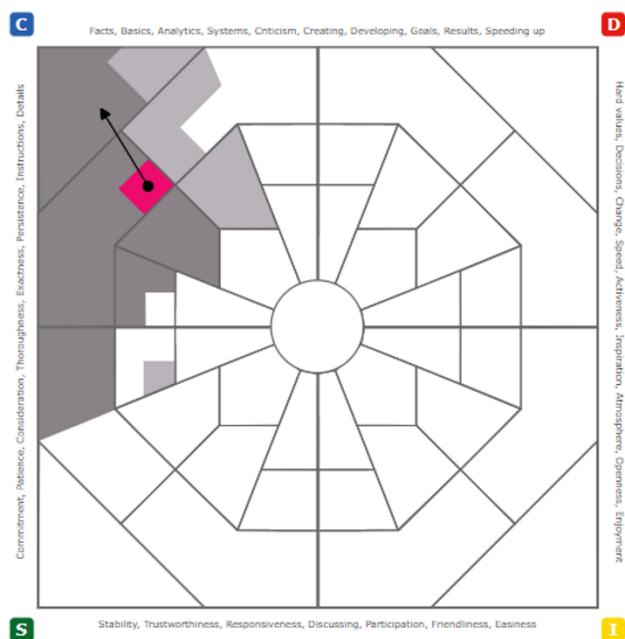 C
D
Facts, Basics, Analytics, Systems, Criticism, Creating, Developing, Goals, Results, Speeding up
Commitment, Patience, Consideration, Thoroughness, Exactness, Persistence, Instructions, Details
Hard values, Decisions, Change, Speed, Activeness, Inspiration, Atmosphere, Openness, Enjoyment
S
Stability, Trustworthiness, Responsiveness, Discussing, Participation, Friendliness, Easiness
I